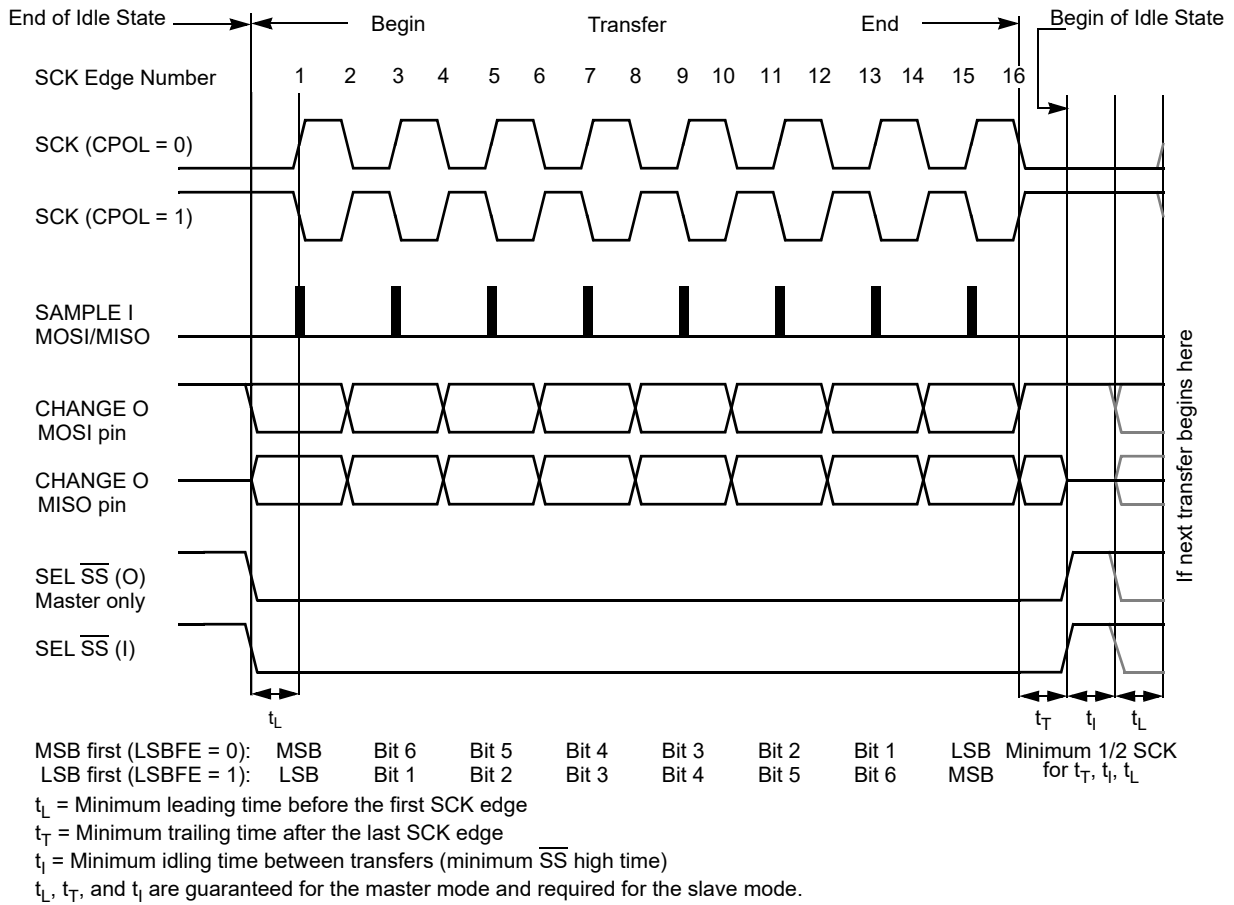 End of Idle State Begin Transfer End Begin of Idle State
SCK Edge Number 1 2 3 4 5 6 7 8 9 10 11 12 13 14 15 16
SCK (CPOL = 0)
SCK (CPOL = 1)
SAMPLE I
MOSI/MISO
CHANGE O
MOSI pin
CHANGE O
MISO pin
SEL SS (O)
Master only
SEL SS (I)
If next transfer begins here
tL tT tI tL
MSB first (LSBFE = 0): MSB Bit 6 Bit 5 Bit 4 Bit 3 Bit 2 Bit 1 LSB Minimum 1/2 SCK
LSB first (LSBFE = 1): LSB Bit 1 Bit 2 Bit 3 Bit 4 Bit 5 Bit 6 MSB for tT, tl, tL
tL = Minimum leading time before the first SCK edge
tT = Minimum trailing time after the last SCK edge
tI = Minimum idling time between transfers (minimum SS high time)
tL, tT, and tI are guaranteed for the master mode and required for the slave mode.